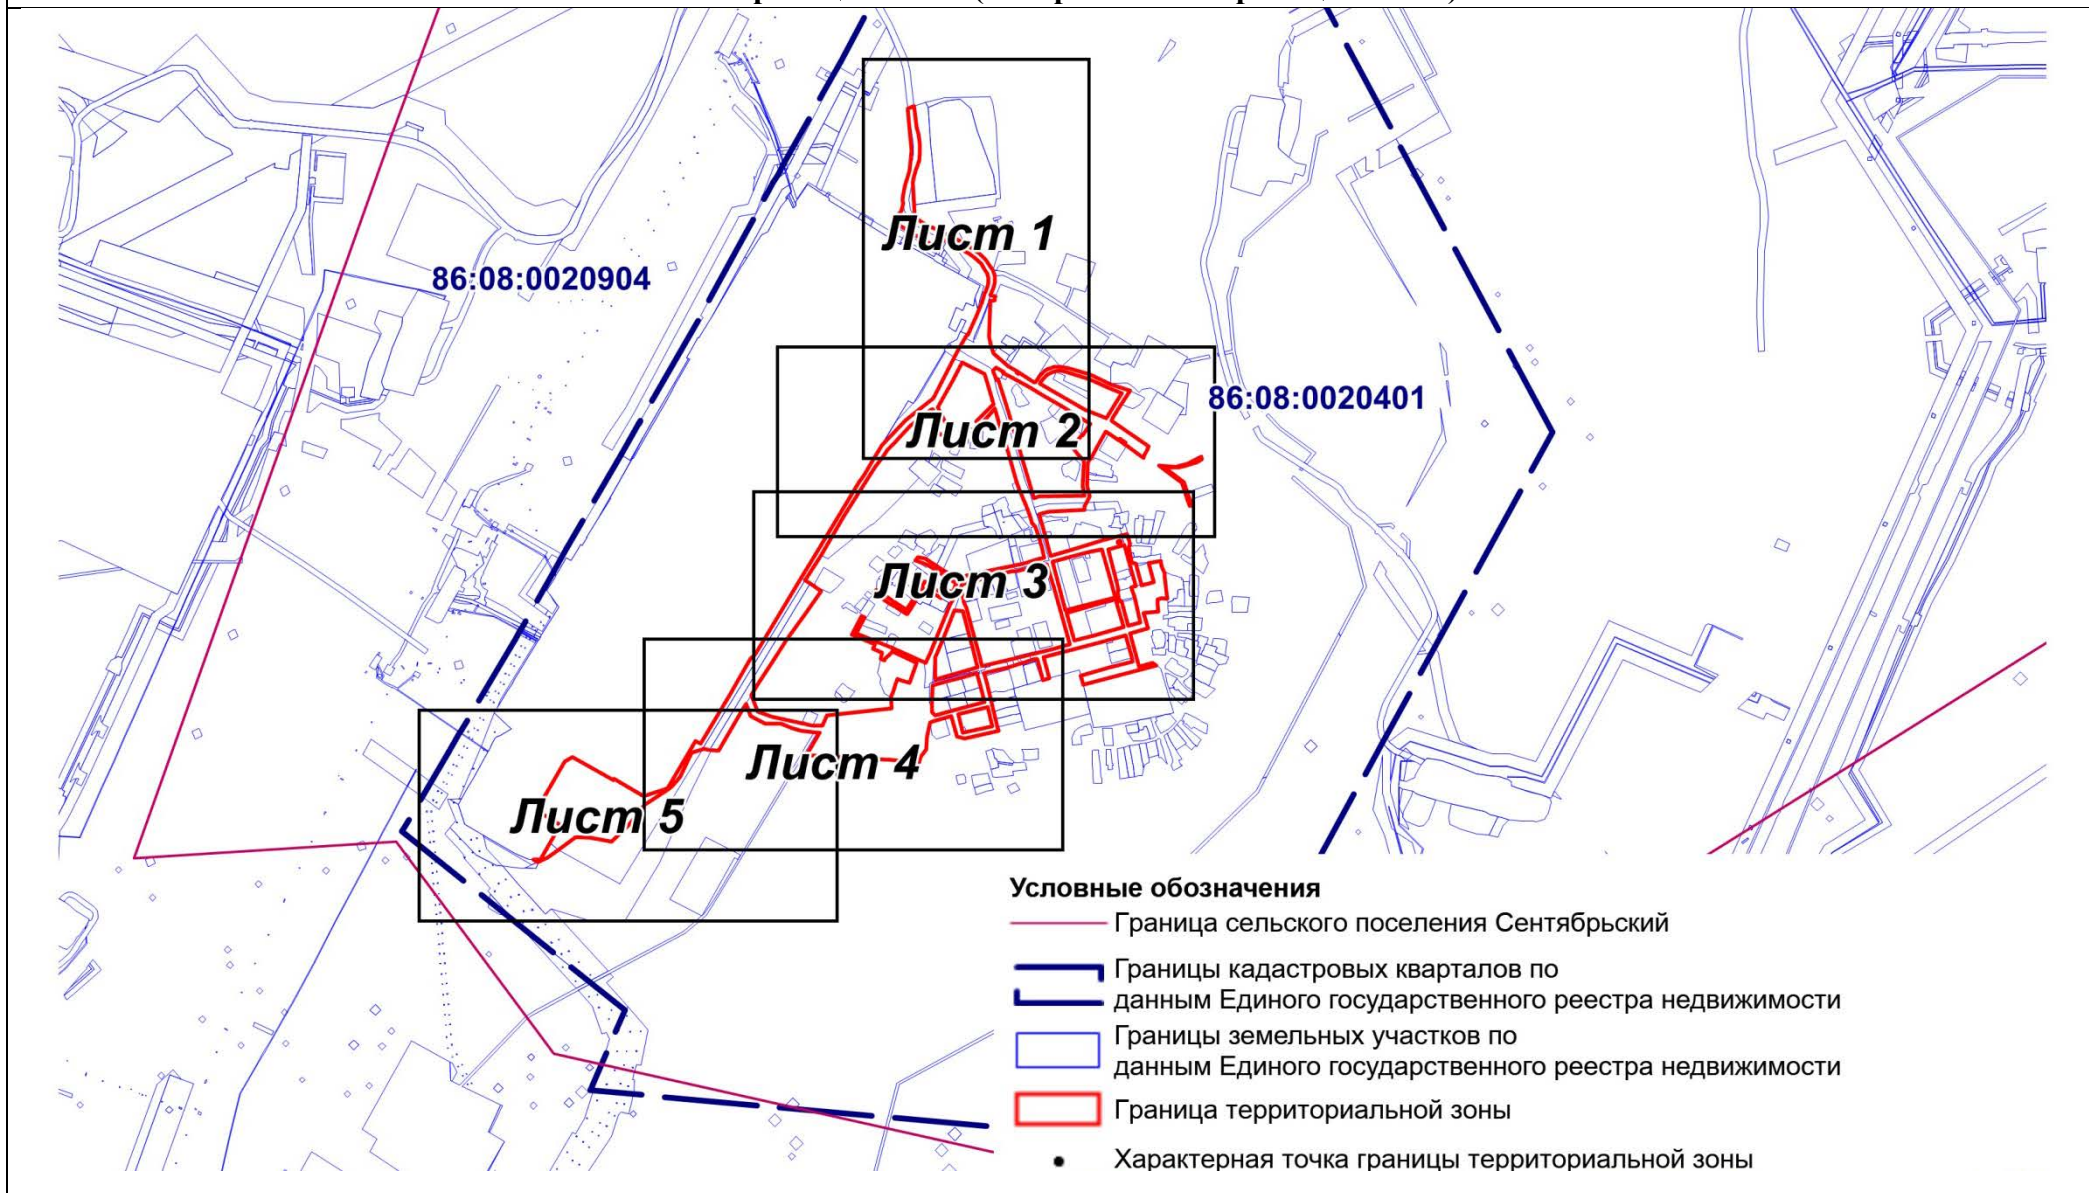 Лист 1
86:08:0020904
86:08:0020401
Лист 2
Лист 3
Лист 4
Лист 5
Условные обозначения
Граница сельского поселения Сентябрьский
Границы кадастровых кварталов по
данным Единого государственного реестра недвижимости
Границы земельных участков по
данным Единого государственного реестра недвижимости
Граница территориальной зоны
Характерная точка границы территориальной зоны